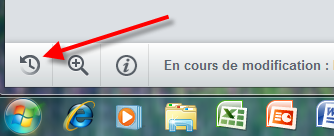 En cours de modification :